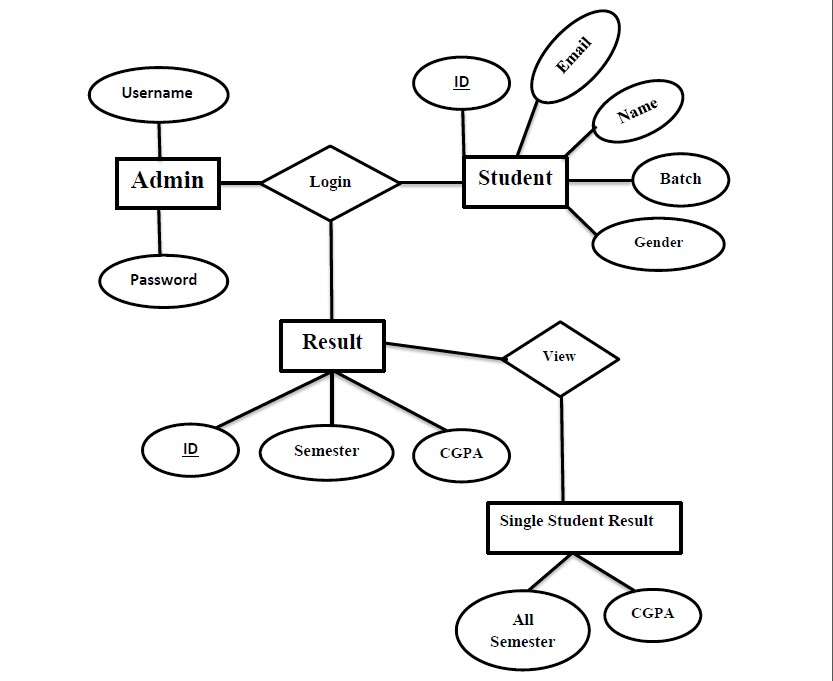 Email
ID
Username
Name
Admin
Login
Student
Batch
Gender
Password
Result
View
ID
Semester
CGPA
Single Student Result
All
Semester
CGPA